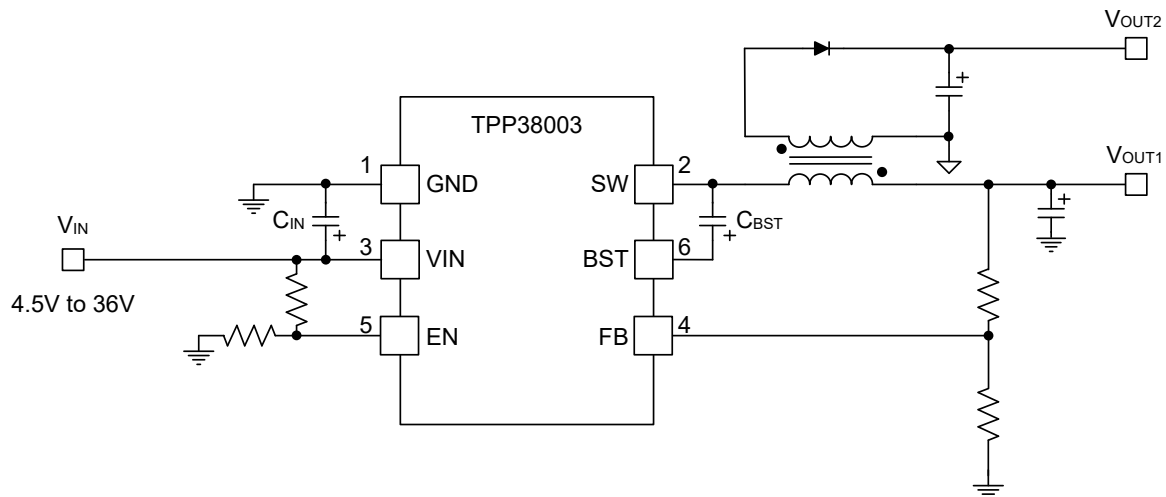 VOUT2
TPP38003
VOUT1
1
GND
SW
2
CIN
+
CBST
+
+
+
VIN
3
VIN
BST
6
4.5V to 36V
5
EN
FB
4